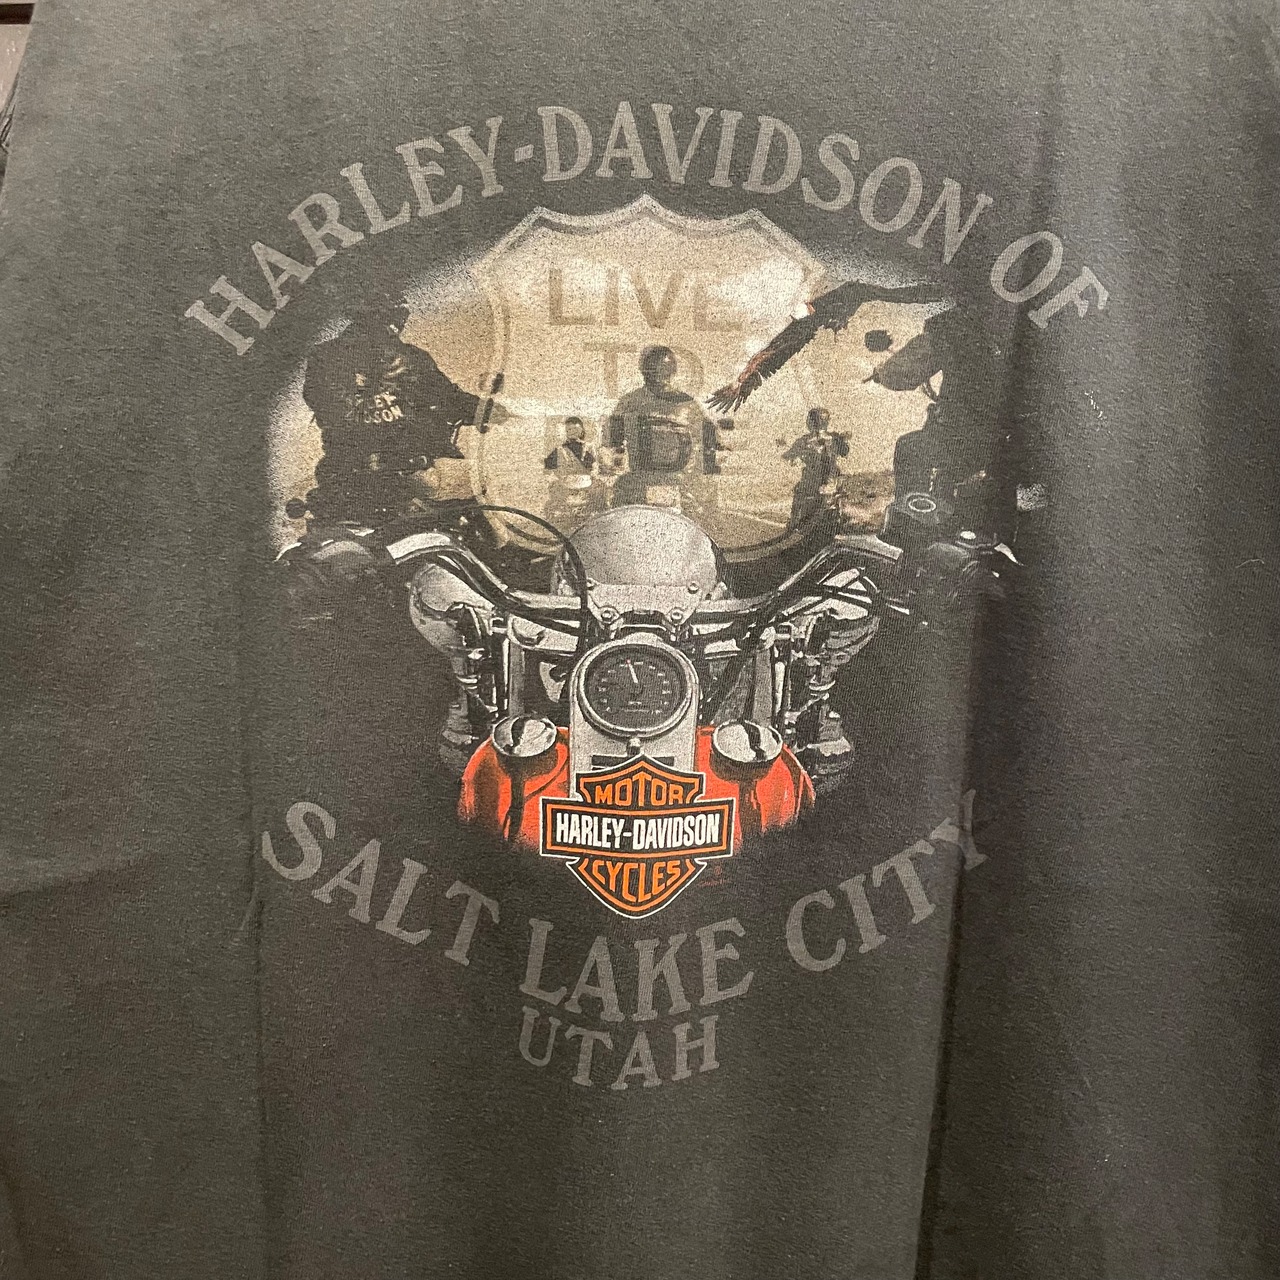 HARLEY-DAVIDSON OF
LIVE
TO
RIDE
MOTOR
HARLEY-DAVIDSON
CYCLES
SALT LAKE CITY
UTAH